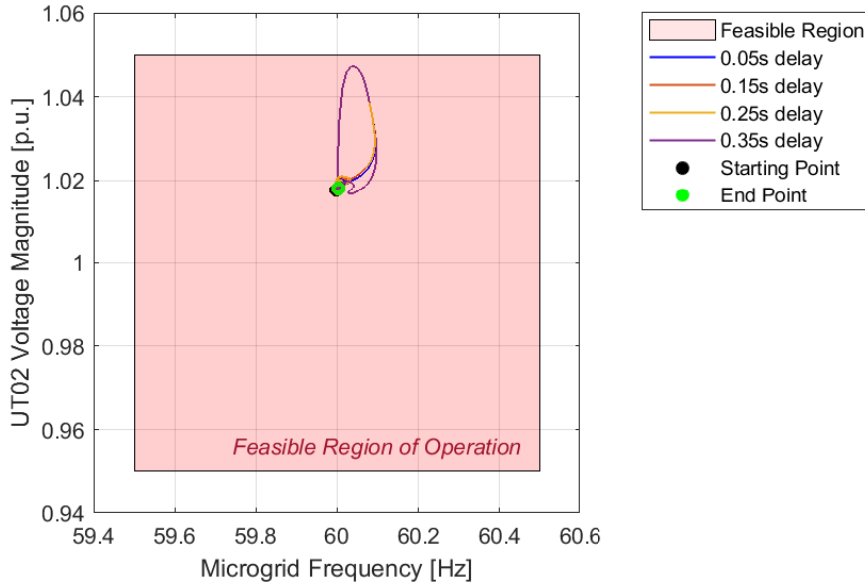 1.06
1.04
1.02
1
0.98
0.96
0.94
UT02 Voltage Magnitude [p.u.]
Feasible Region of Operation
59.4
59.6
59.8
60
60.2
60.4
60.6
Microgrid Frequency [Hz]
Feasible Region
0.05s delay
0.15s delay
0.25s delay
0.35s delay
Starting Point
End Point